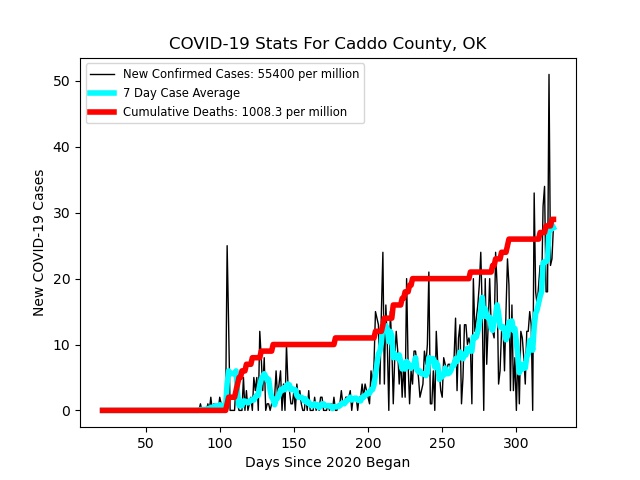 COVID-19 Stats For Caddo County, OK
New Confirmed Cases: 55400 per million
7 Day Case Average
Cumulative Deaths: 1008.3 per million
New COVID-19 Cases
50
40
30
20
10
0
50 100 150 200 250 300
Days Since 2020 Began